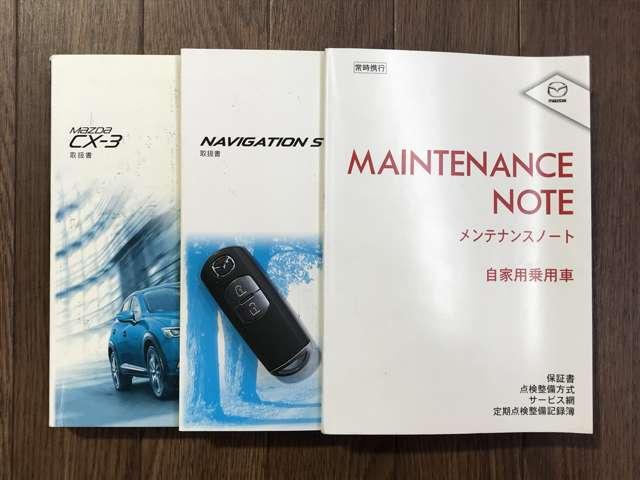 MAZDA
CX-3
取扱書
NAVIGATION S
取扱書
常時携行
MAZDA
MAINTENANCE
NOTE
メンテナンスノート
自家用乗用車
保証書
点検整備方式
サービス網
定期点検整備記録簿